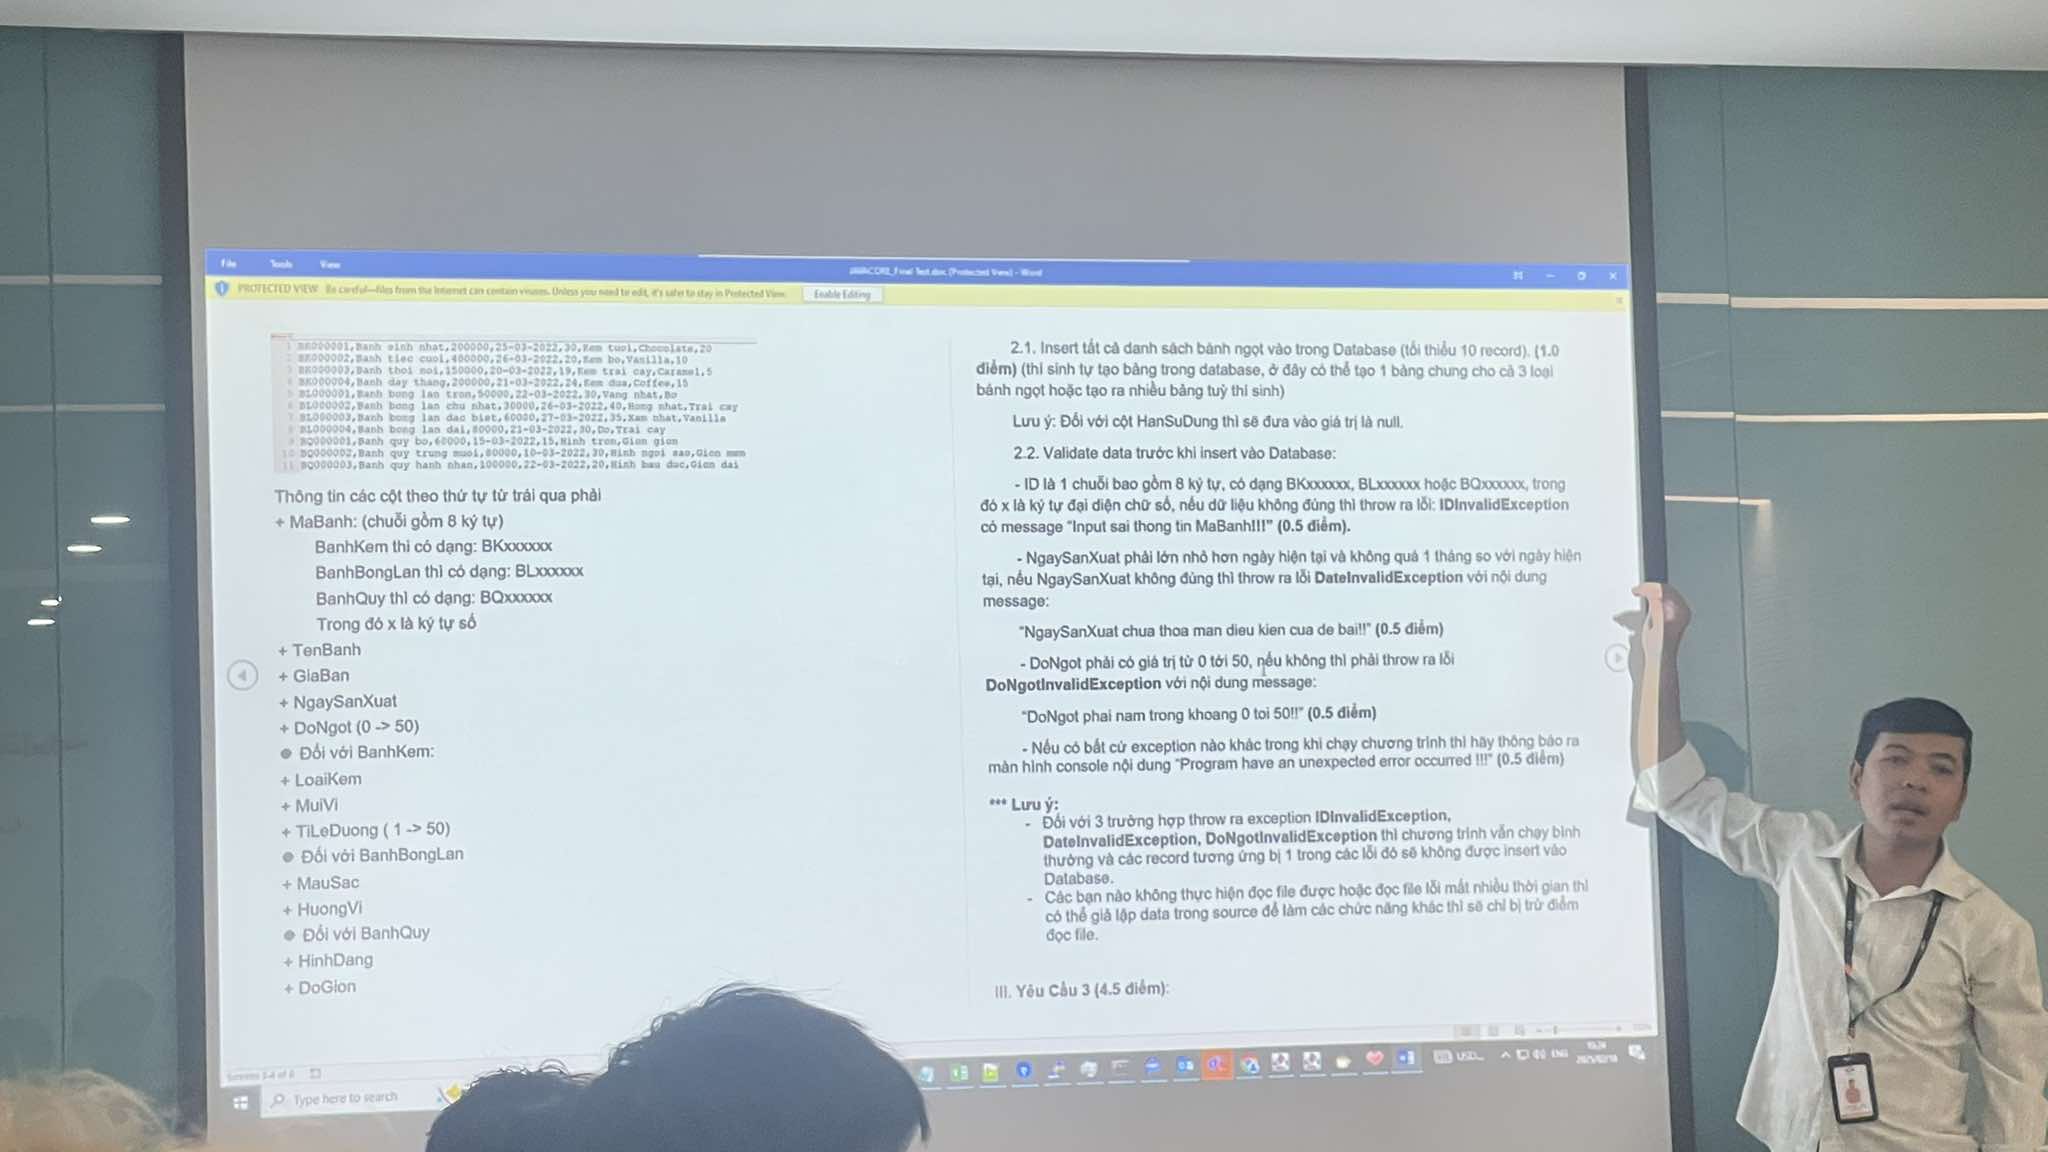 File Tools View
JAVACORE_Final Test.doc [Protected View] - Word
PROTECTED VIEW Be careful—files from the Internet can contain viruses. Unless you need to edit, it's safer to stay in Protected View. Enable Editing
1 BK000001,Banh sinh nhat,200000,25-03-2022,30,Kem tuoi,Chocolate,20
2 BK000002,Banh tiec cuoi,400000,26-03-2022,20,Kem bo,Vanilla,10
3 BK000003,Banh thoi noi,150000,20-03-2022,19,Kem trai cay,Caramel,5
4 BK000004,Banh day thang,200000,21-03-2022,24,Kem dua,Coffee,15
5 BL000001,Banh bong lan tron,50000,22-03-2022,30,Vang nhat,Bo
6 BL000002,Banh bong lan chu nhat,30000,26-03-2022,40,Hong nhat,Trai cay
7 BL000003,Banh bong lan dac biet,60000,27-03-2022,35,Xam nhat,Vanilla
8 BL000004,Banh bong lan dai,80000,21-03-2022,30,Do,Trai cay
9 BQ000001,Banh quy bo,60000,15-03-2022,15,Hinh tron,Gion gion
10 BQ000002,Banh quy trung muoi,80000,10-03-2022,30,Hinh ngoi sao,Gion mem
11 BQ000003,Banh quy hanh nhan,100000,22-03-2022,20,Hinh bau duc,Gion dai
Thông tin các cột theo thứ tự từ trái qua phải
+ MaBanh: (chuỗi gồm 8 ký tự)
BanhKem thì có dạng: BKxxxxxx
BanhBongLan thì có dạng: BLxxxxxx
BanhQuy thì có dạng: BQxxxxxx
Trong đó x là ký tự số
+ TenBanh
+ GiaBan
+ NgaySanXuat
+ DoNgot (0 -> 50)
● Đối với BanhKem:
+ LoaiKem
+ MuiVi
+ TiLeDuong ( 1 -> 50)
● Đối với BanhBongLan
+ MauSac
+ HuongVi
● Đối với BanhQuy
+ HinhDang
+ DoGion
2.1. Insert tất cả danh sách bánh ngọt vào trong Database (tối thiểu 10 record). (1.0
điểm) (thí sinh tự tạo bảng trong database, ở đây có thể tạo 1 bảng chung cho cả 3 loại
bánh ngọt hoặc tạo ra nhiều bảng tuỳ thí sinh)
Lưu ý: Đối với cột HanSuDung thì sẽ đưa vào giá trị là null.
2.2. Validate data trước khi insert vào Database:
- ID là 1 chuỗi bao gồm 8 ký tự, có dạng BKxxxxxx, BLxxxxxx hoặc BQxxxxxx, trong
đó x là ký tự đại diện chữ số, nếu dữ liệu không đúng thì throw ra lỗi: IDInvalidException
có message "Input sai thong tin MaBanh!!!" (0.5 điểm).
- NgaySanXuat phải lớn nhỏ hơn ngày hiện tại và không quá 1 tháng so với ngày hiện
tại, nếu NgaySanXuat không đúng thì throw ra lỗi DateInvalidException với nội dung
message:
"NgaySanXuat chua thoa man dieu kien cua de bai!!" (0.5 điểm)
- DoNgot phải có giá trị từ 0 tới 50, nếu không thì phải throw ra lỗi
DoNgotInvalidException với nội dung message:
"DoNgot phai nam trong khoang 0 toi 50!!" (0.5 điểm)
- Nếu có bất cứ exception nào khác trong khi chạy chương trình thì hãy thông báo ra
màn hình console nội dung "Program have an unexpected error occurred !!!" (0.5 điểm)
*** Lưu ý:
- Đối với 3 trường hợp throw ra exception IDInvalidException,
DateInvalidException, DoNgotInvalidException thì chương trình vẫn chạy bình
thường và các record tương ứng bị 1 trong các lỗi đó sẽ không được insert vào
Database.
- Các bạn nào không thực hiện đọc file được hoặc đọc file lỗi mất nhiều thời gian thì
có thể giả lập data trong source để làm các chức năng khác thì sẽ chỉ bị trừ điểm
đọc file.
III. Yêu Cầu 3 (4.5 điểm):
Screens 3-4 of 6
Type here to search
USD... ENG